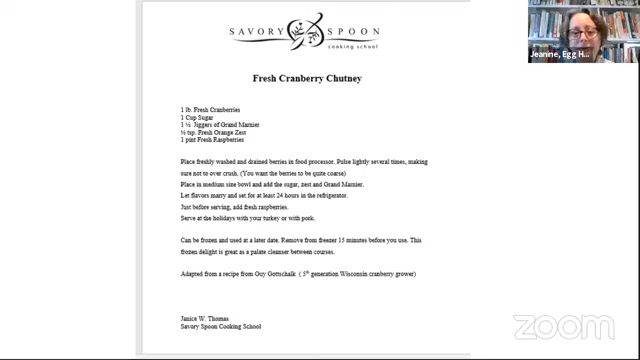 SAVORY SPOON
cooking school
Jeanine, Egg H...
Fresh Cranberry Chutney
1 lb. Fresh Cranberries
1 Cup Sugar
1 ½ Jiggers of Grand Marnier
½ tsp. Fresh Orange Zest
1 pint Fresh Raspberries
Place freshly washed and drained berries in food processor. Pulse lightly several times, making
sure not to over crush. (You want the berries to be quite coarse)
Place in medium size bowl and add the sugar, zest and Grand Marnier.
Let flavors marry and set for at least 24 hours in the refrigerator.
Just before serving, add fresh raspberries.
Serve at the holidays with your turkey or with pork.
Can be frozen and used at a later date. Remove from freezer 15 minutes before you use. This
frozen delight is great as a palate cleanser between courses.
Adapted from a recipe from Guy Gottschalk ( 5th generation Wisconsin cranberry grower)
Janice W. Thomas
Savory Spoon Cooking School
zoom